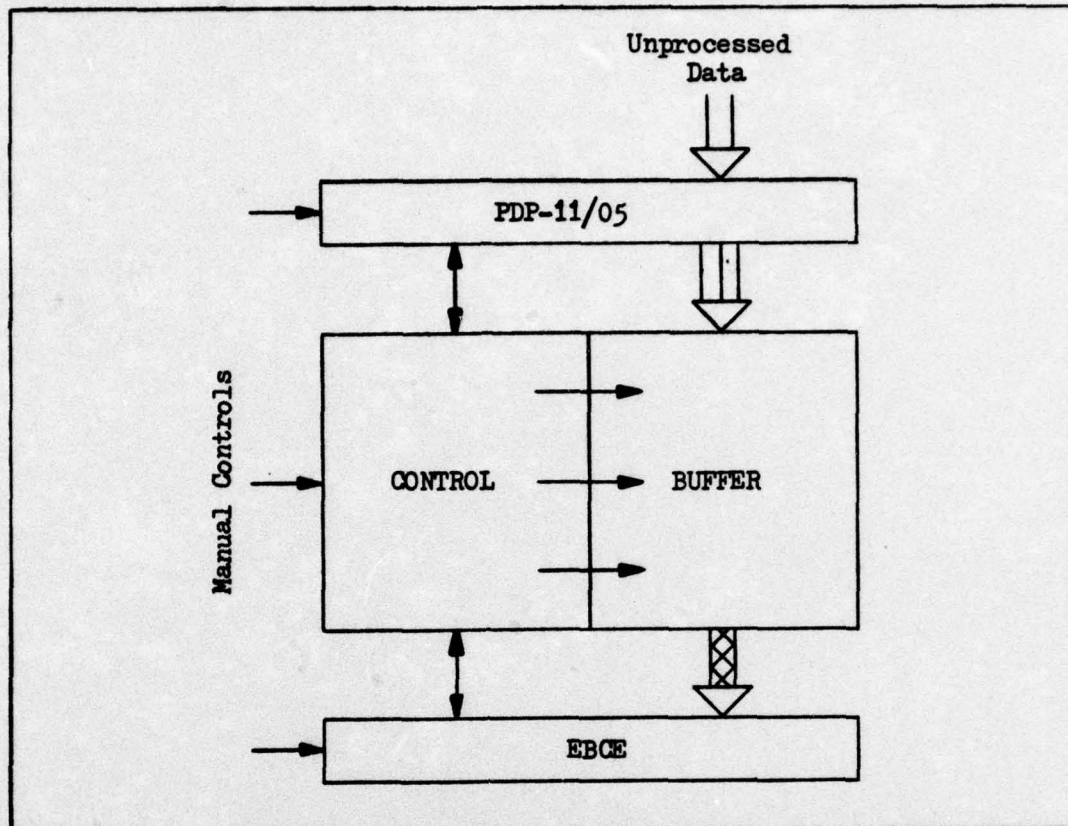 Unprocessed
Data
PDP-11/05
Manual Controls
CONTROL
BUFFER
EBCE